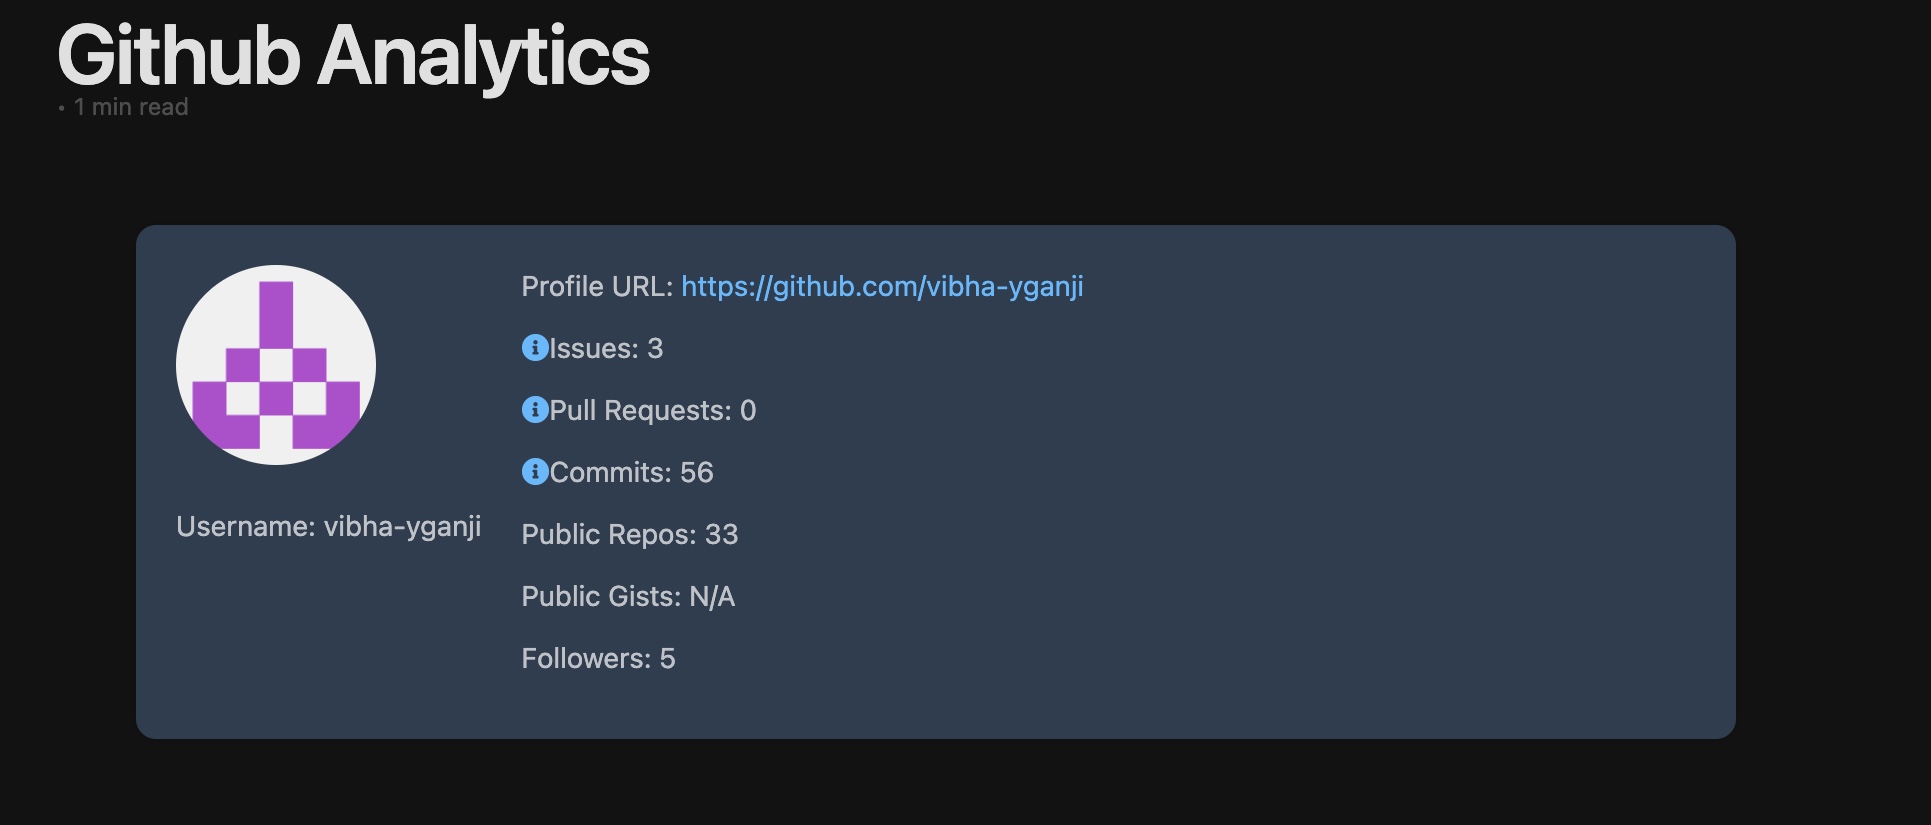 Github Analytics
• 1 min read
Profile URL: https://github.com/vibha-yganji
Issues: 3
Pull Requests: 0
Commits: 56
Username: vibha-yganji
Public Repos: 33
Public Gists: N/A
Followers: 5